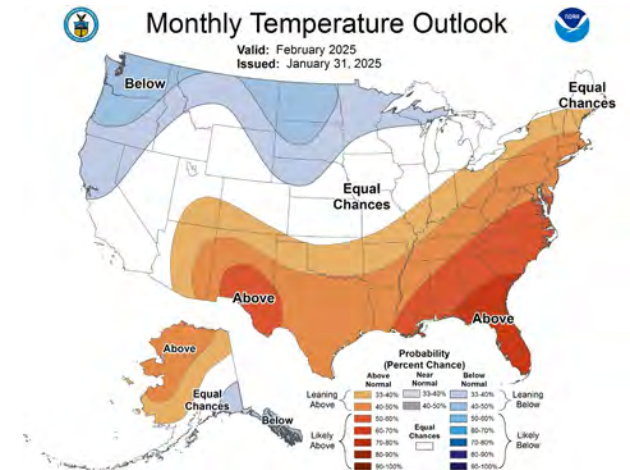 Monthly Temperature Outlook
NOAA
Valid: February 2025
Issued: January 31, 2025
Below
Equal
Chances
Equal
Chances
Above
Above
Above
Equal
Chances
Below
Probability
(Percent Chance)
Above
Normal
Near
Normal
Below
Normal
Leaning
Above
33-40%
33-40%
33-40%
Leaning
Below
40-50%
40-50%
40-50%
Likely
Above
50-60%
50-60%
60-70%
60-70%
70-80%
70-80%
80-90%
80-90%
90-100%
90-100%
Equal
Chances
Likely
Below